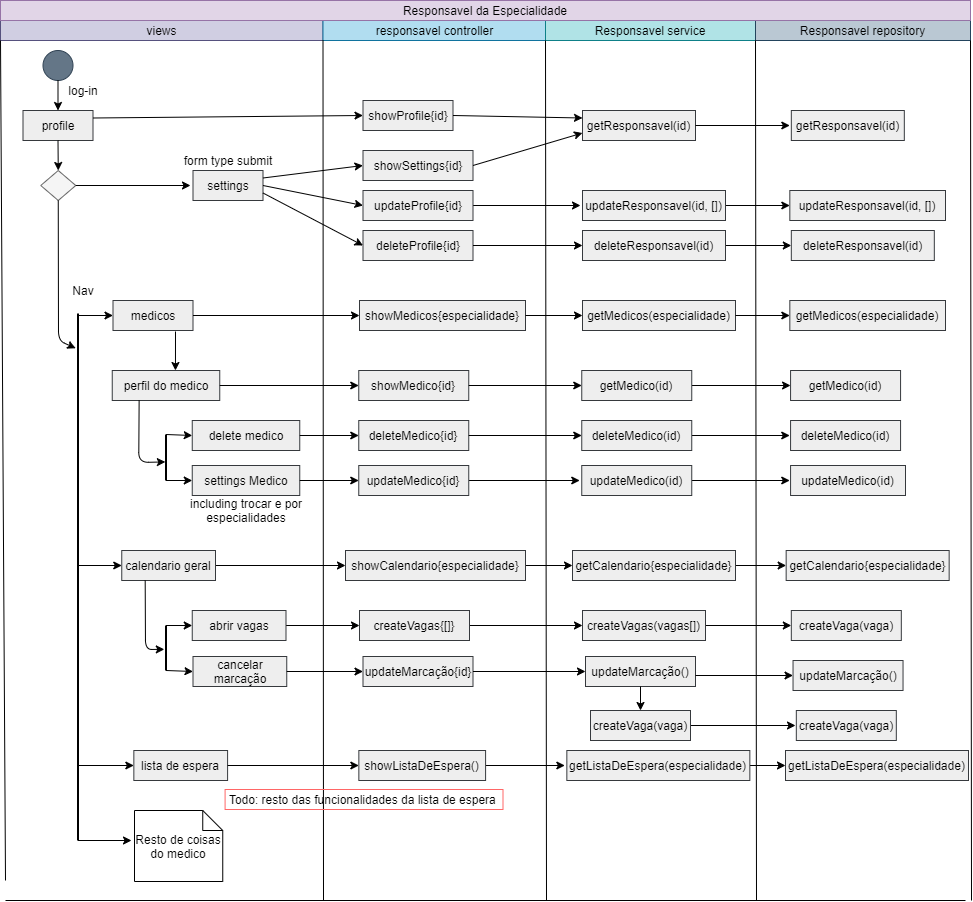 Responsavel da Especialidade
views
responsavel controller
Responsavel service
Responsavel repository
log-in
profile
showProfile{id}
getResponsavel(id)
getResponsavel(id)
form type submit
settings
showSettings{id}
updateProfile{id}
updateResponsavel(id, [])
updateResponsavel(id, [])
deleteProfile{id}
deleteResponsavel(id)
deleteResponsavel(id)
Nav
medicos
showMedicos{especialidade}
getMedicos(especialidade)
getMedicos(especialidade)
perfil do medico
showMedico{id}
getMedico(id)
getMedico(id)
delete medico
deleteMedico{id}
deleteMedico(id)
deleteMedico(id)
settings Medico
updateMedico{id}
updateMedico(id)
updateMedico(id)
including trocar e por
especialidades
calendario geral
showCalendario{especialidade}
getCalendario{especialidade}
getCalendario{especialidade}
abrir vagas
createVagas{[]}
createVagas(vagas[])
createVaga(vaga)
cancelar
marcação
updateMarcação{id}
updateMarcação()
updateMarcação()
createVaga(vaga)
createVaga(vaga)
lista de espera
showListaDeEspera()
getListaDeEspera(especialidade)
getListaDeEspera(especialidade)
Todo: resto das funcionalidades da lista de espera
Resto de coisas
do medico